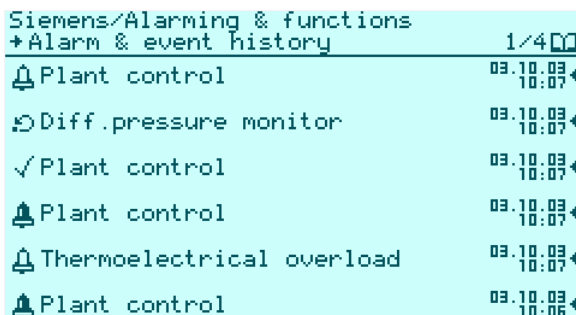 Siemens/Alarming & functions
Alarm & event history 1/4
Plant control 03.10.03 10:07
Diff.pressure monitor 03.10.03 10:07
Plant control 03.10.03 10:07
Plant control 03.10.03 10:07
Thermoelectrical overload 03.10.03 10:07
Plant control 03.10.03 10:06